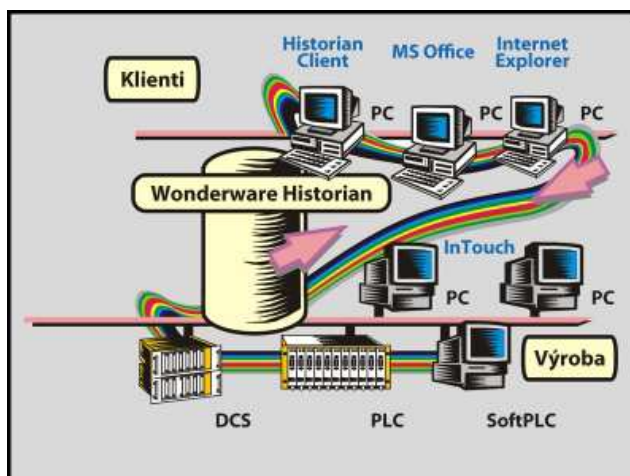 Historian
Client
MS Office
Internet
Explorer
Klienti
PC
PC
PC
Wonderware Historian
InTouch
PC
PC
Výroba
DCS
PLC
SoftPLC